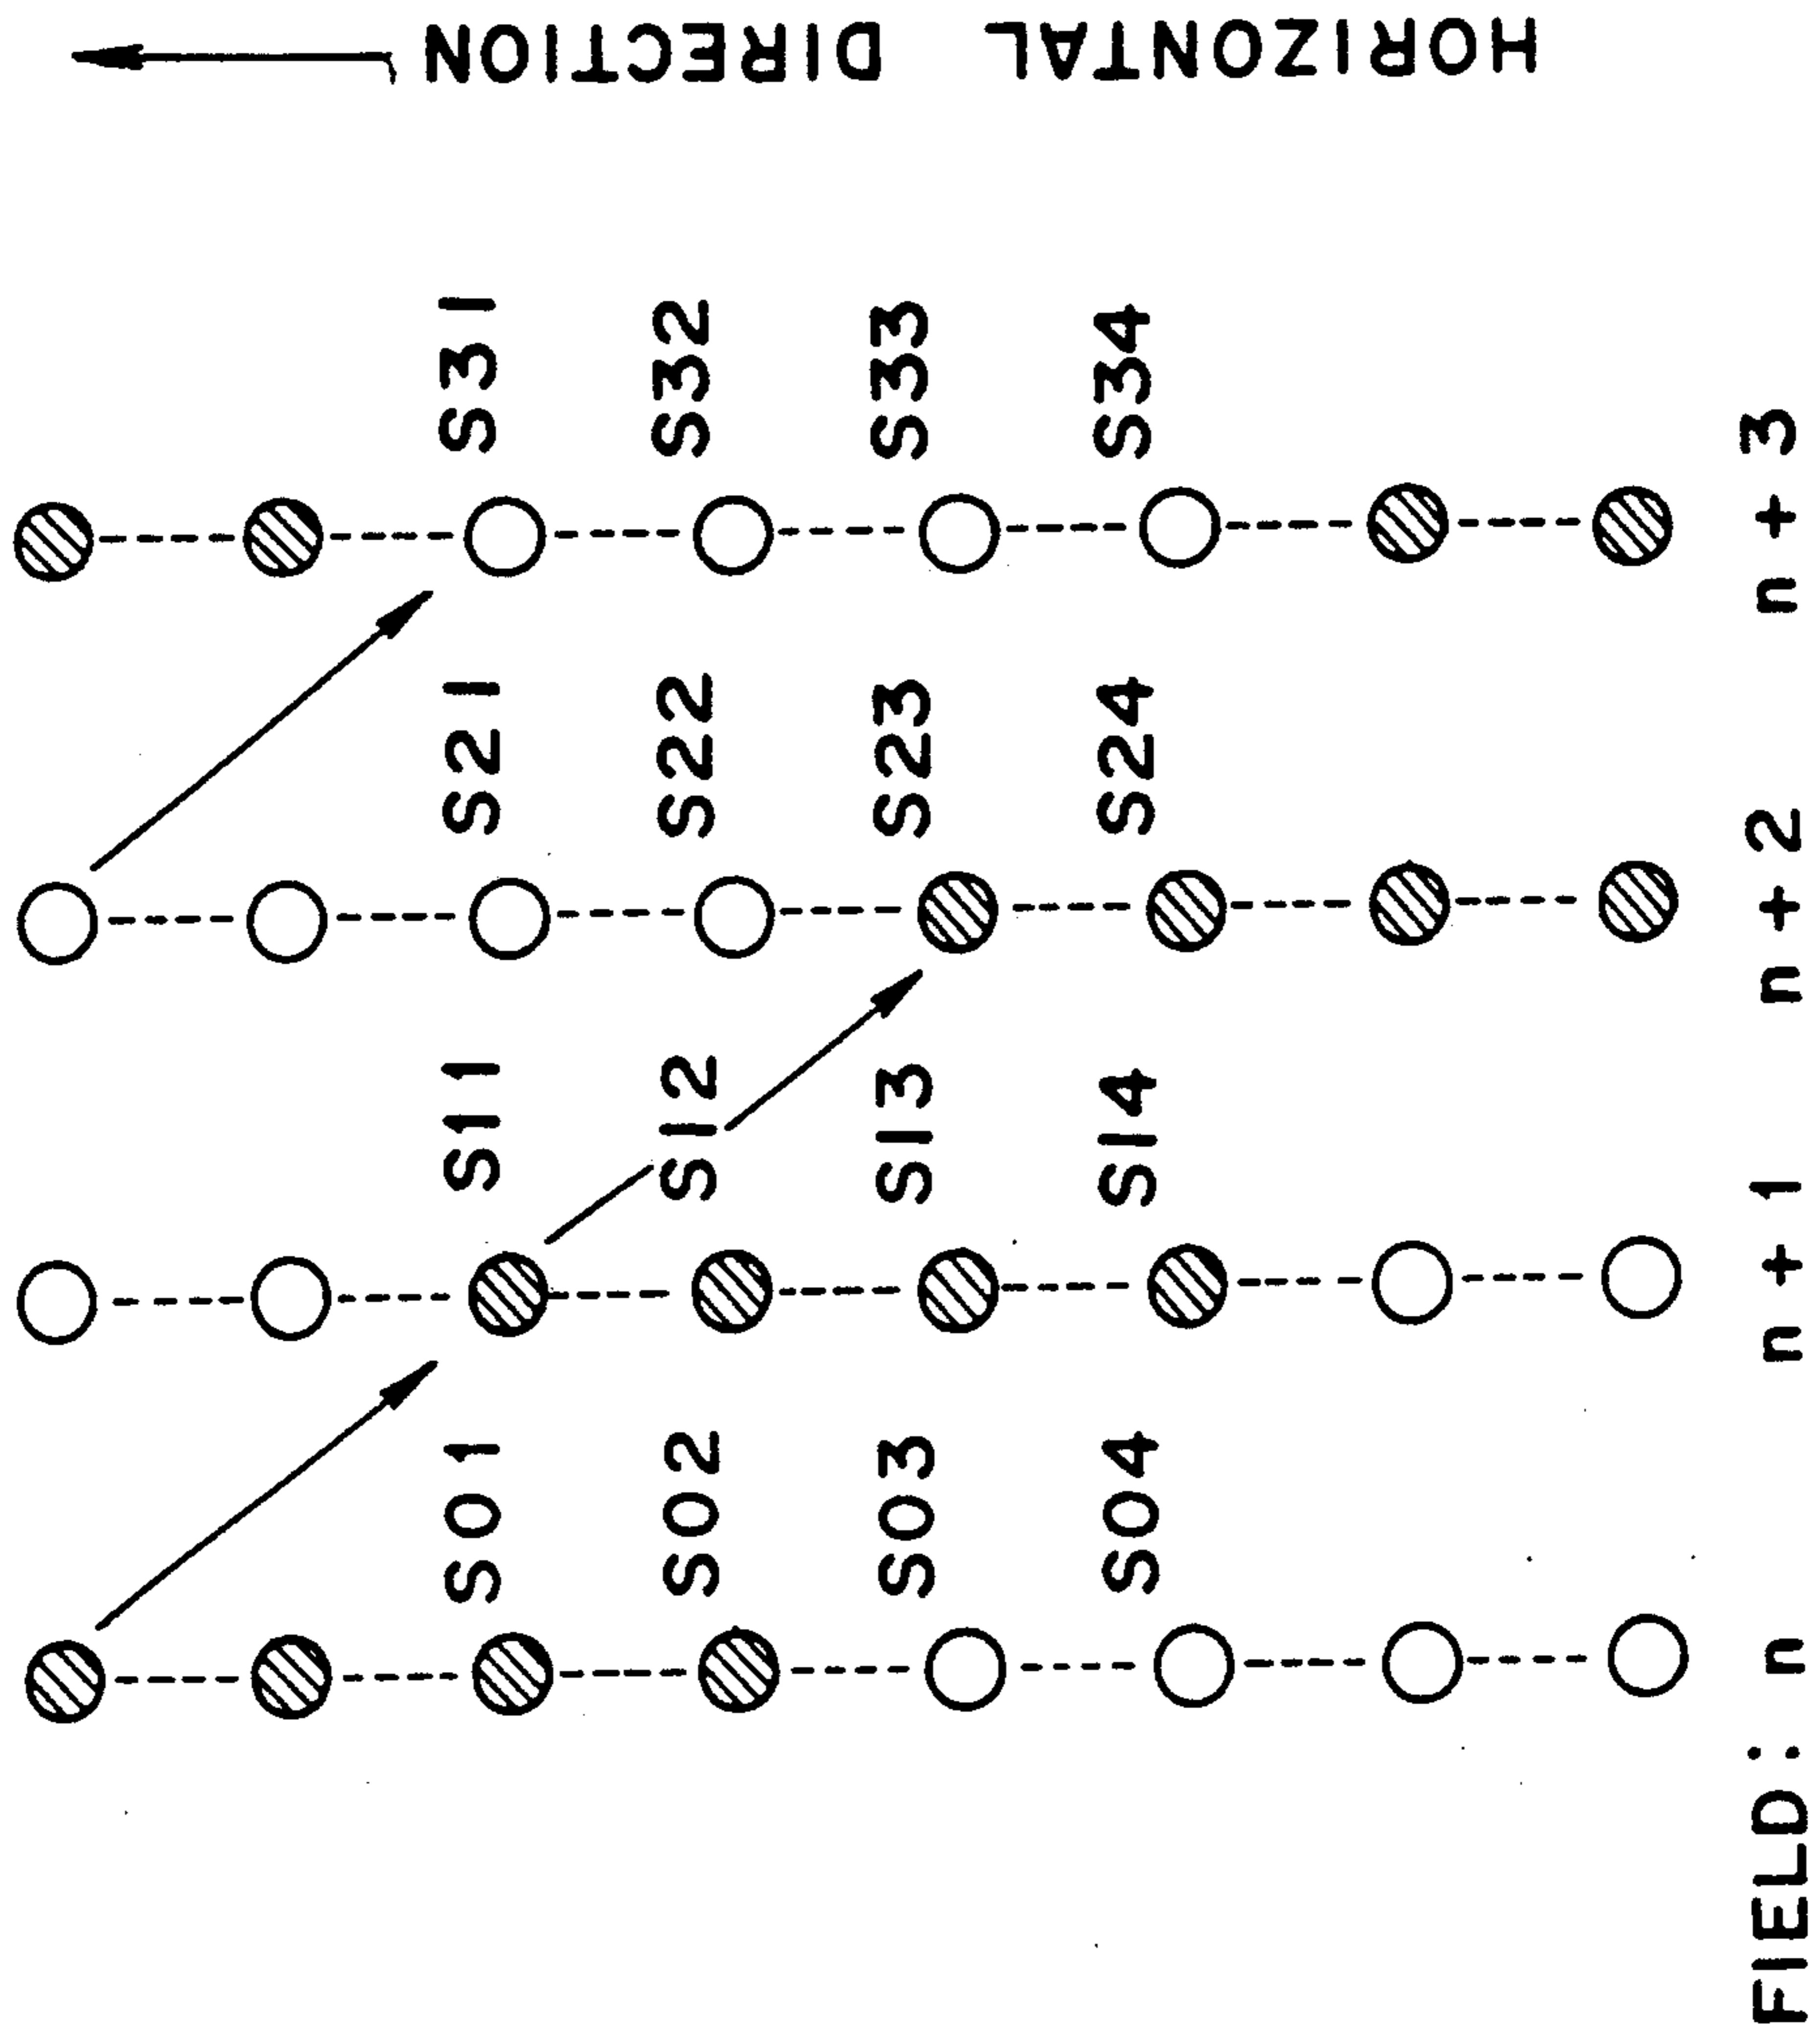 S01 S11 S21 S31
S02 S12 S22 S32
S03 S13 S23 S33
S04 S14 S24 S34
FIELD: n n+1 n+2 n+3
HORIZONTAL DIRECTION